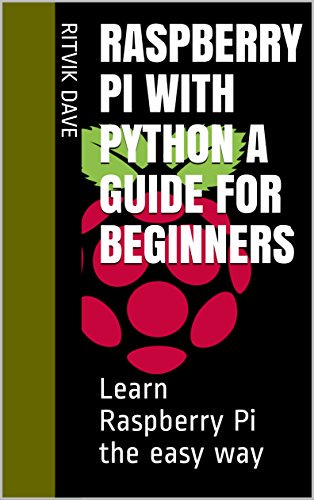 RITVIK DAVE
RASPBERRY
PI WITH
PYTHON A
GUIDE FOR
BEGINNERS
Learn
Raspberry Pi
the easy way